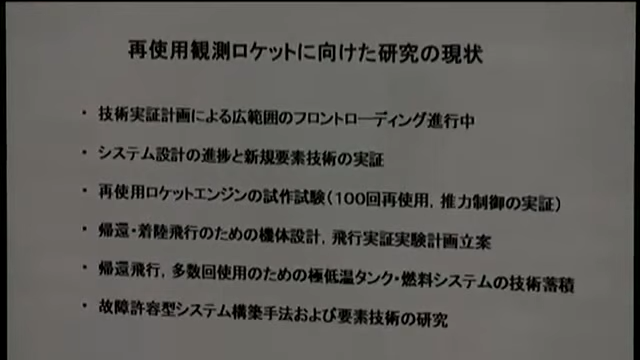 再使用観測ロケットに向けた研究の現状
・ 技術実証計画による広範囲のフロントローディング進行中
・ システム設計の進捗と新規要素技術の実証
・ 再使用ロケットエンジンの試作試験（100回再使用，推力制御の実証）
・ 帰還・着陸飛行のための機体設計，飛行実証実験計画立案
・ 帰還飛行，多数回使用のための極低温タンク・燃料システムの技術蓄積
・ 故障許容型システム構築手法および要素技術の研究